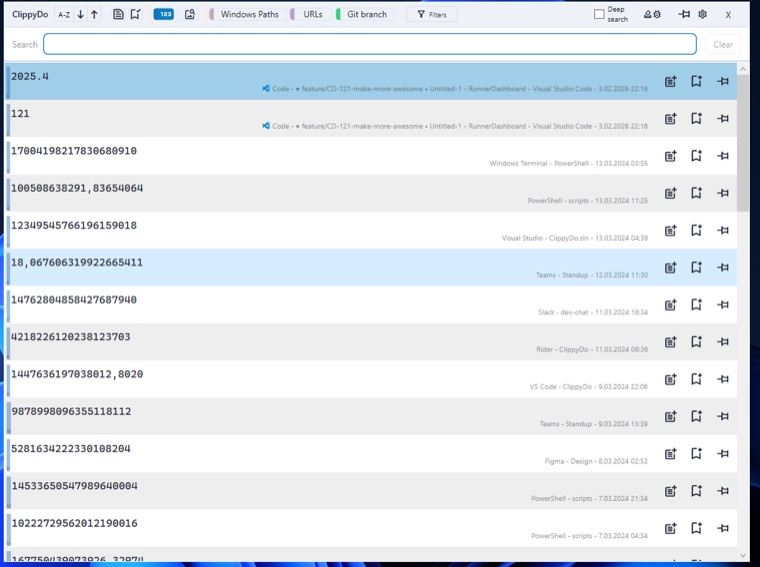 ClippyDo A-Z 123 Windows Paths URLs Git branch Filters Deep search X
Search Clear
2025.4
Code - ● feature/CD-121-make-more-awesome • Untitled-1 - RunnerDashboard - Visual Studio Code - 3.02.2026 22:16
121
Code - ● feature/CD-121-make-more-awesome • Untitled-1 - RunnerDashboard - Visual Studio Code - 3.02.2026 22:16
17004198217830680910
Windows Terminal - PowerShell - 13.03.2024 03:55
100508638291,83654064
PowerShell - scripts - 13.03.2024 11:25
12349545766196159018
Visual Studio - ClippyDo.sln - 13.03.2024 04:39
18,067606319922665411
Teams - Standup - 12.03.2024 11:30
14762804858427687940
Slack - dev-chat - 11.03.2024 18:34
4218226120238123703
Rider - ClippyDo - 11.03.2024 08:36
1447636197038012,8020
VS Code - ClippyDo - 9.03.2024 22:06
9878998096355118112
Teams - Standup - 9.03.2024 13:39
5281634222330108204
Figma - Design - 8.03.2024 02:53
1453365054798964 0004
PowerShell - scripts - 7.03.2024 21:34
10222729562012190016
PowerShell - scripts - 7.03.2024 04:34